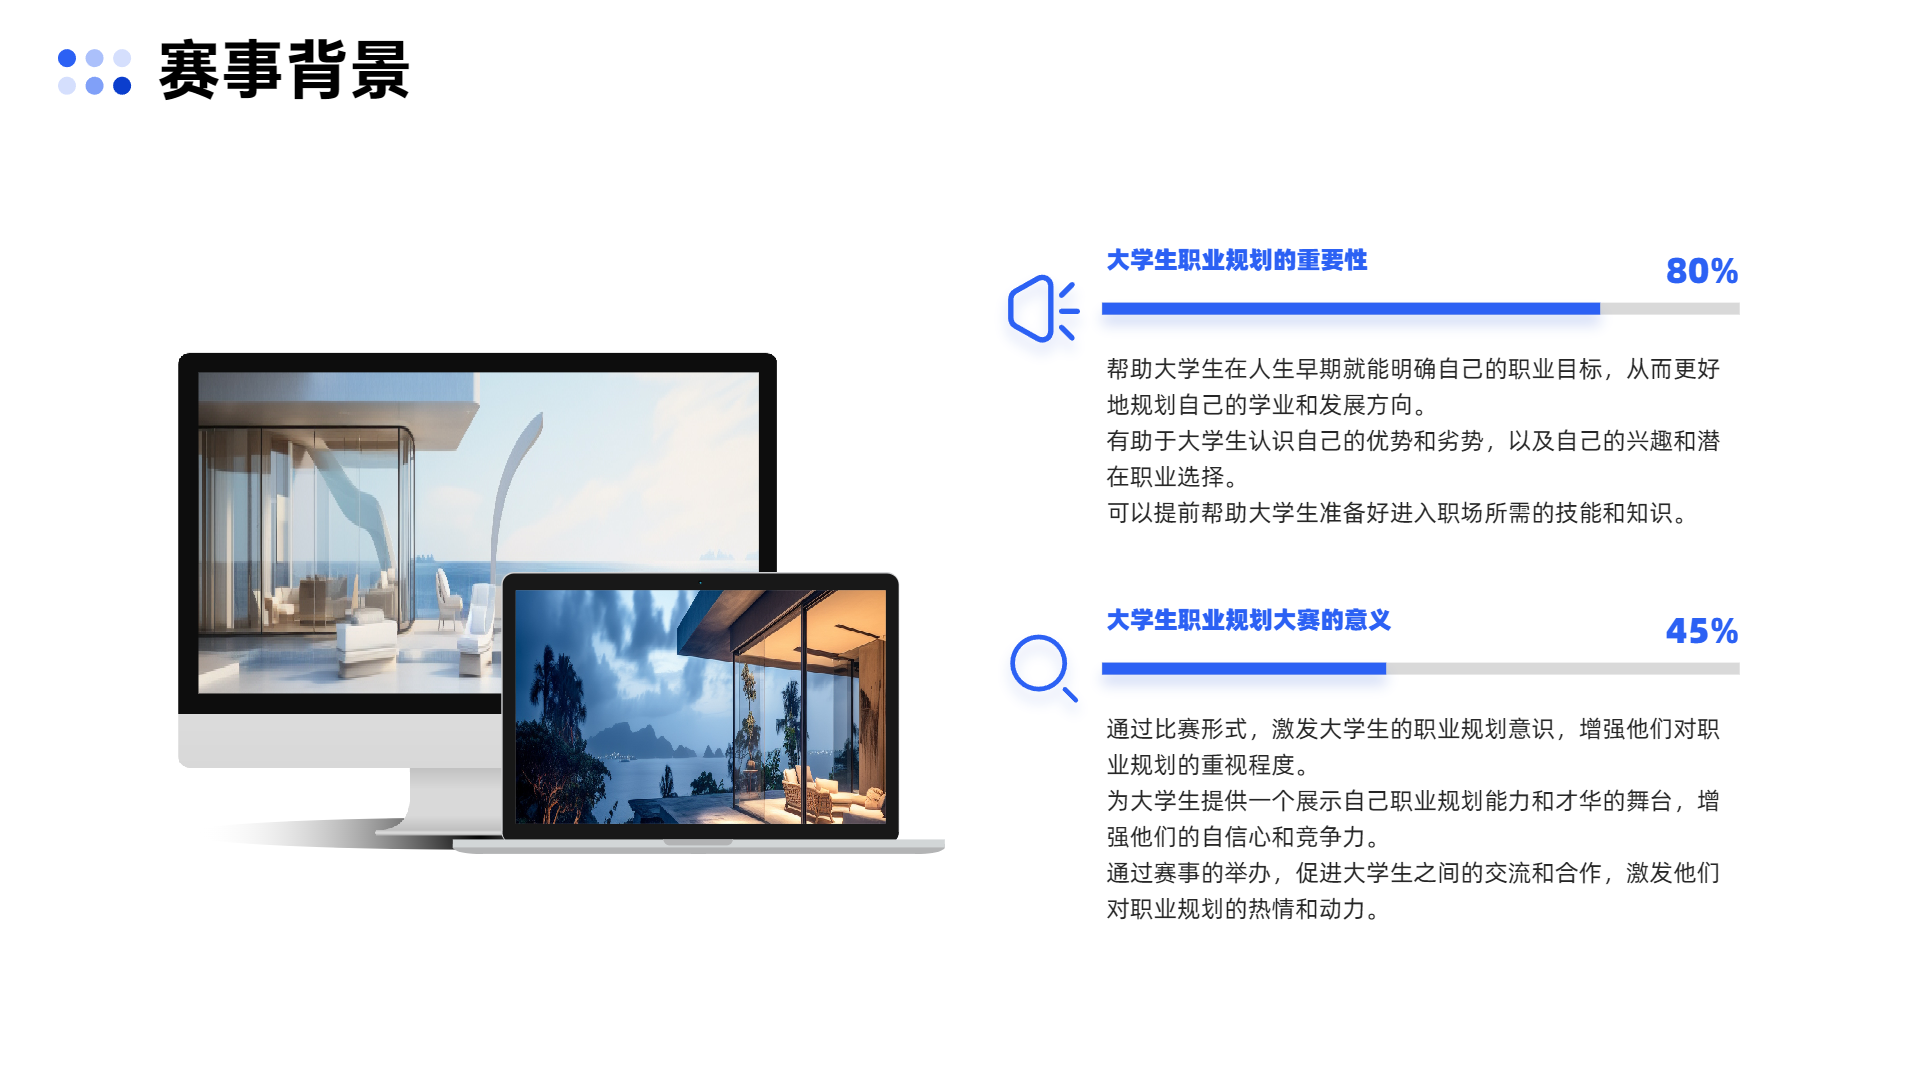 赛事背景
大学生职业规划的重要性
80%
帮助大学生在人生早期就能明确自己的职业目标，从而更好
地规划自己的学业和发展方向。
有助于大学生认识自己的优势和劣势，以及自己的兴趣和潜
在职业选择。
可以提前帮助大学生准备好进入职场所需的技能和知识。
大学生职业规划大赛的意义
45%
通过比赛形式，激发大学生的职业规划意识，增强他们对职
业规划的重视程度。
为大学生提供一个展示自己职业规划能力和才华的舞台，增
强他们的自信心和竞争力。
通过赛事的举办，促进大学生之间的交流和合作，激发他们
对职业规划的热情和动力。